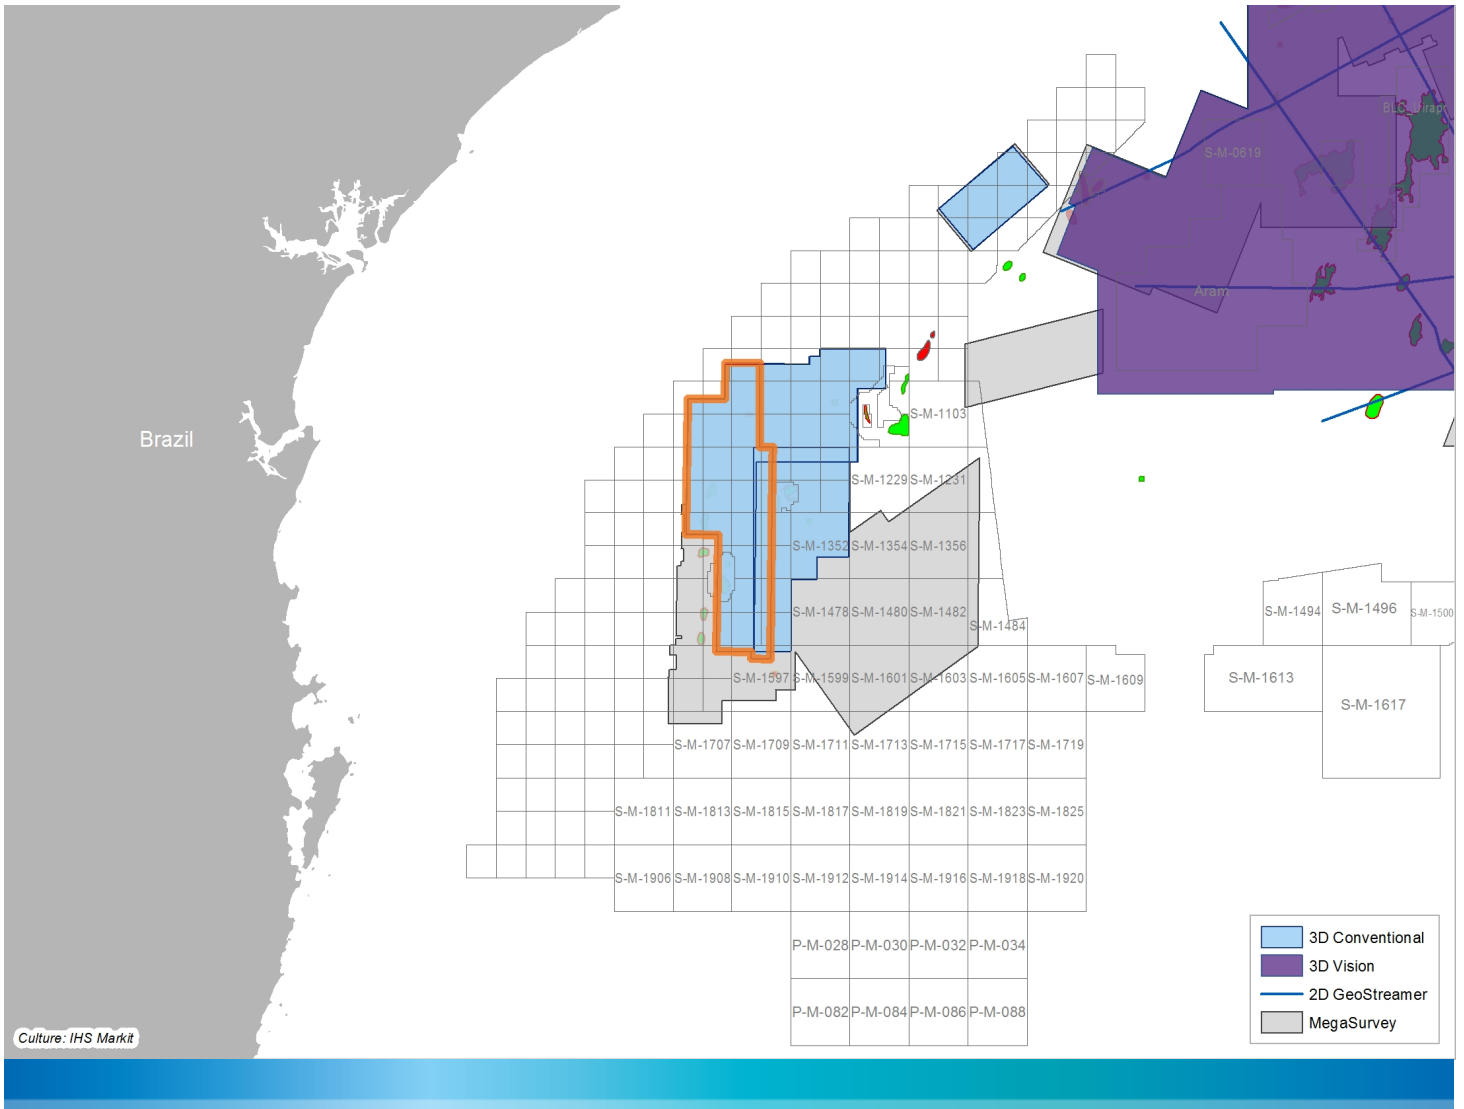 BLC_Uirapr
S-M-0619
Aram
S-M-1103
Brazil
S-M-1229 S-M-1231
S-M-1352 S-M-1354 S-M-1356
S-M-1478 S-M-1480 S-M-1482
S-M-1484
S-M-1494 S-M-1496 S-M-1500
S-M-1597 S-M-1599 S-M-1601 S-M-1603 S-M-1605 S-M-1607 S-M-1609
S-M-1613
S-M-1617
S-M-1707 S-M-1709 S-M-1711 S-M-1713 S-M-1715 S-M-1717 S-M-1719
S-M-1811 S-M-1813 S-M-1815 S-M-1817 S-M-1819 S-M-1821 S-M-1823 S-M-1825
S-M-1906 S-M-1908 S-M-1910 S-M-1912 S-M-1914 S-M-1916 S-M-1918 S-M-1920
P-M-028 P-M-030 P-M-032 P-M-034
P-M-082 P-M-084 P-M-086 P-M-088
3D Conventional
3D Vision
2D GeoStreamer
MegaSurvey
Culture: IHS Markit